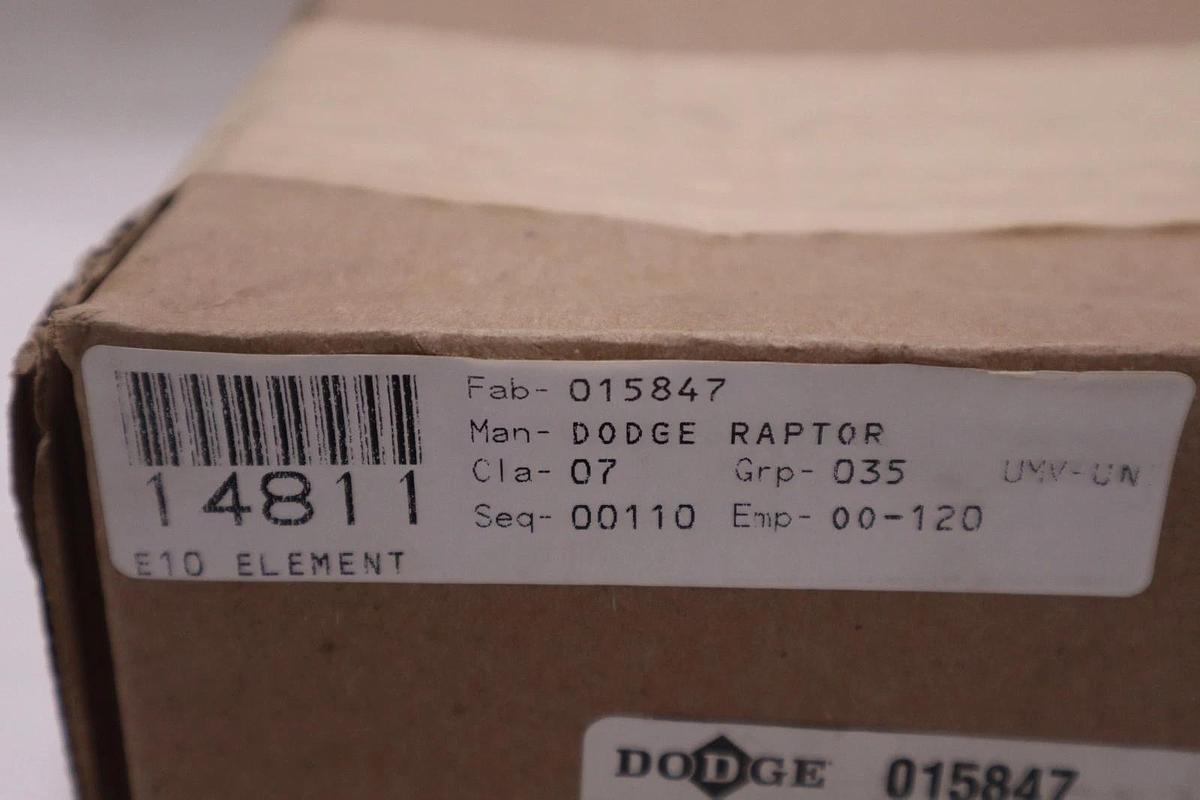 14811
E10 ELEMENT
Fab- 015847
Man- DODGE RAPTOR
Cla- 07 Grp- 035 UMV-UN
Seq- 00110 Emp- 00-120
DODGE 015847